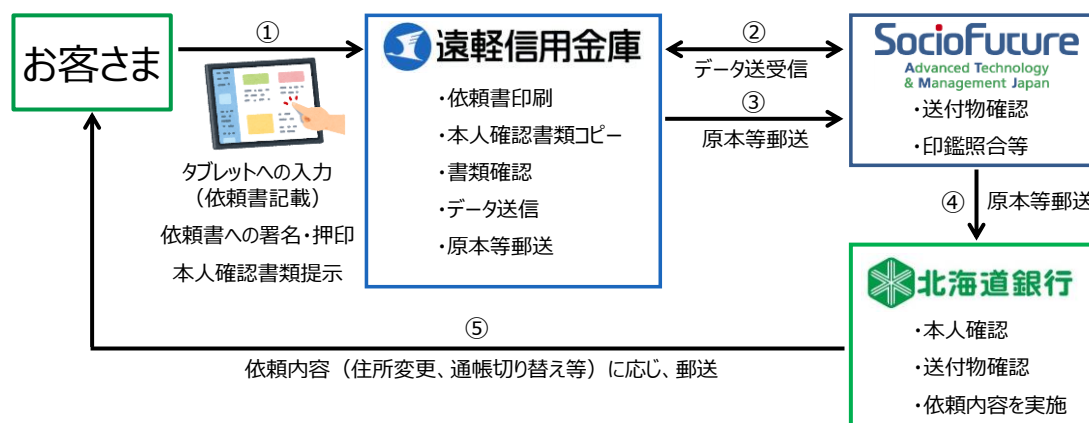 お客さま
①
タブレットへの入力
（依頼書記載）
依頼書への署名・押印
本人確認書類提示
遠軽信用金庫
・依頼書印刷
・本人確認書類コピー
・書類確認
・データ送信
・原本等郵送
②
データ送受信
③
原本等郵送
SocioFuture
Advanced Technology
& Management Japan
・送付物確認
・印鑑照合等
④
原本等郵送
北海道銀行
・本人確認
・送付物確認
・依頼内容を実施
⑤
依頼内容（住所変更、通帳切り替え等）に応じ、郵送